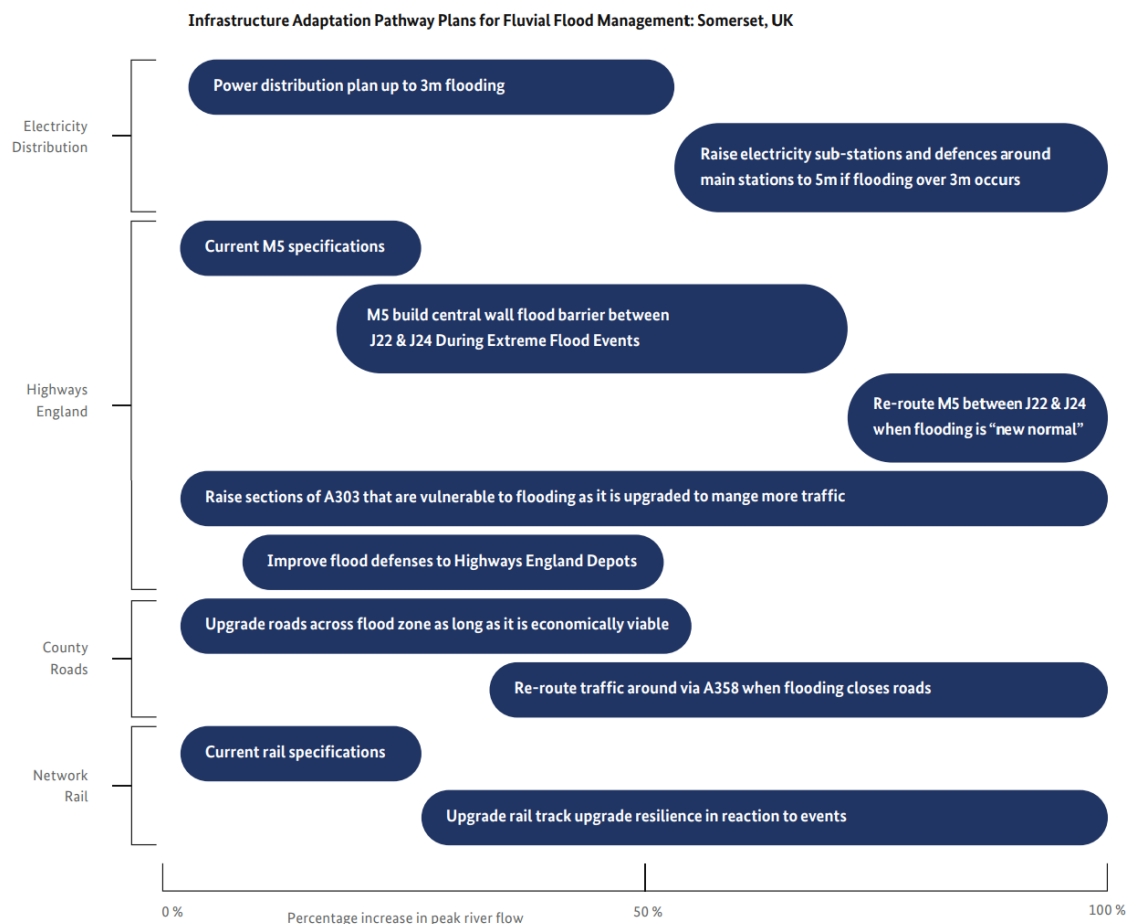 Infrastructure Adaptation Pathway Plans for Fluvial Flood Management: Somerset, UK
Electricity
Distribution
Power distribution plan up to 3m flooding
Raise electricity sub-stations and defences around
main stations to 5m if flooding over 3m occurs
Highways
England
Current M5 specifications
M5 build central wall flood barrier between
J22 & J24 During Extreme Flood Events
Re-route M5 between J22 & J24
when flooding is “new normal”
Raise sections of A303 that are vulnerable to flooding as it is upgraded to mange more traffic
Improve flood defenses to Highways England Depots
County
Roads
Upgrade roads across flood zone as long as it is economically viable
Re-route traffic around via A358 when flooding closes roads
Network
Rail
Current rail specifications
Upgrade rail track upgrade resilience in reaction to events
0 %
50 %
100 %
Percentage increase in peak river flow